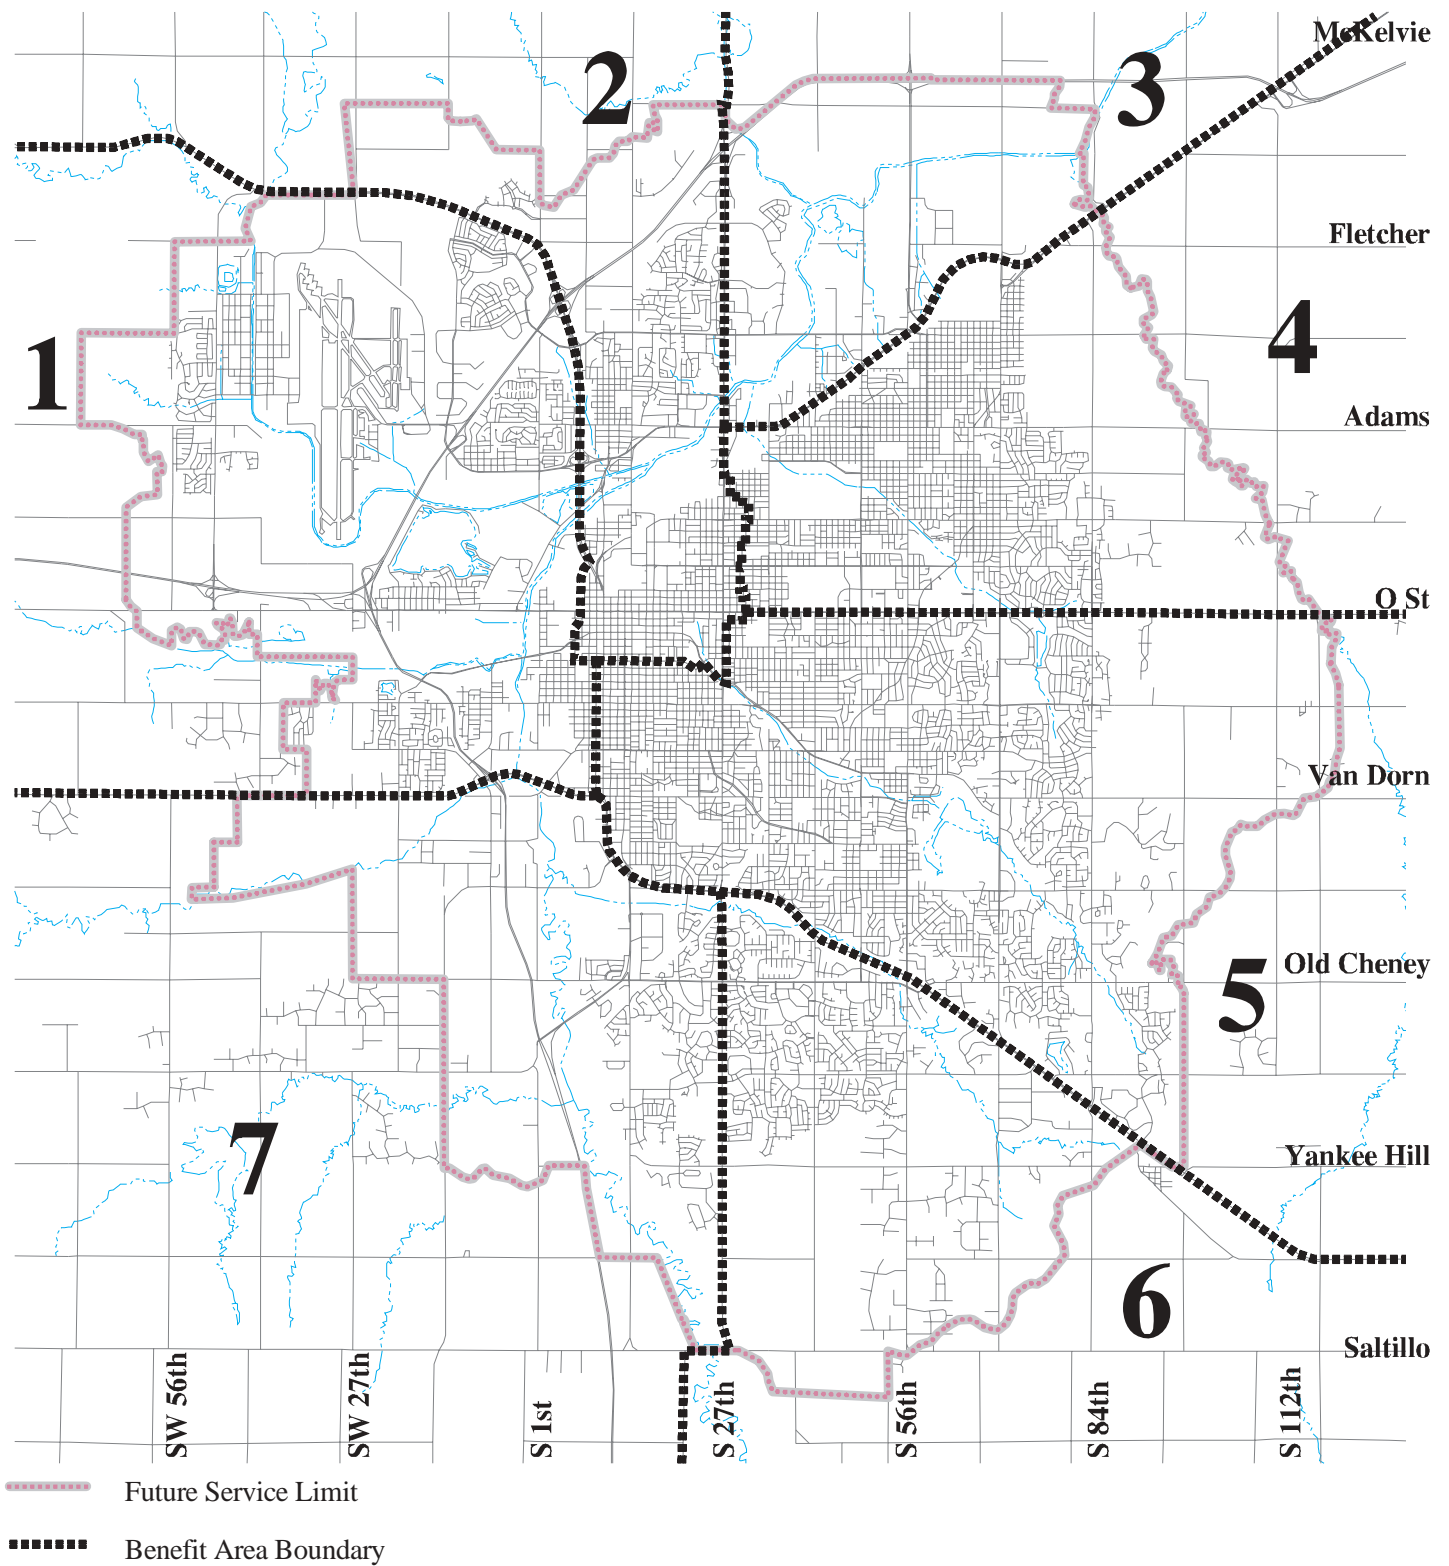 McKelvie
2
3
Fletcher
4
1
Adams
O St
Van Dorn
Old Cheney
5
7
Yankee Hill
6
Saltillo
SW 56th
SW 27th
S 1st
S 27th
S 56th
S 84th
S 112th
Future Service Limit
Benefit Area Boundary